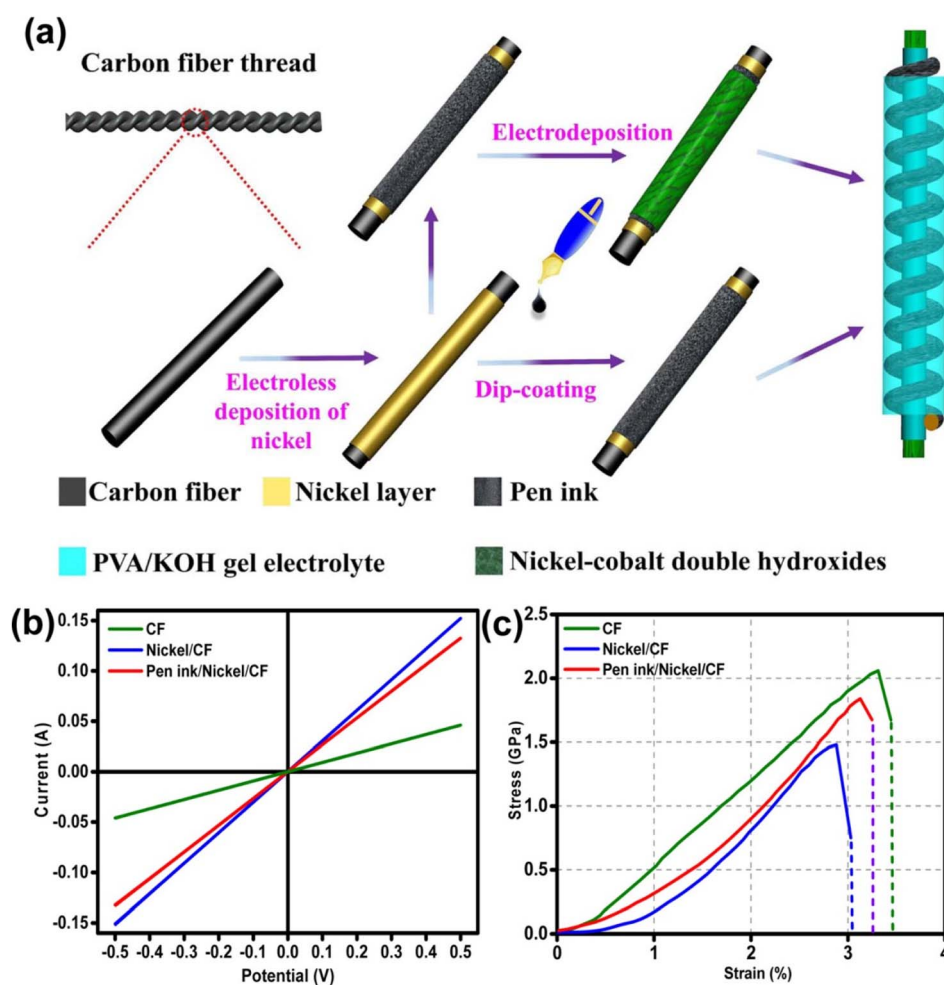 (a)
Carbon fiber thread
Electrodeposition
Electroless
deposition of
nickel
Dip-coating
Carbon fiber
Nickel layer
Pen ink
PVA/KOH gel electrolyte
Nickel-cobalt double hydroxides
(b)
CF
Nickel/CF
Pen ink/Nickel/CF
0.15
0.10
0.05
0.00
-0.05
-0.10
-0.15
Current (A)
-0.5 -0.4 -0.3 -0.2 -0.1 0.0 0.1 0.2 0.3 0.4 0.5
Potential (V)
(c)
CF
Nickel/CF
Pen ink/Nickel/CF
2.5
2.0
1.5
1.0
0.5
0.0
Stress (GPa)
0 1 2 3 4
Strain (%)